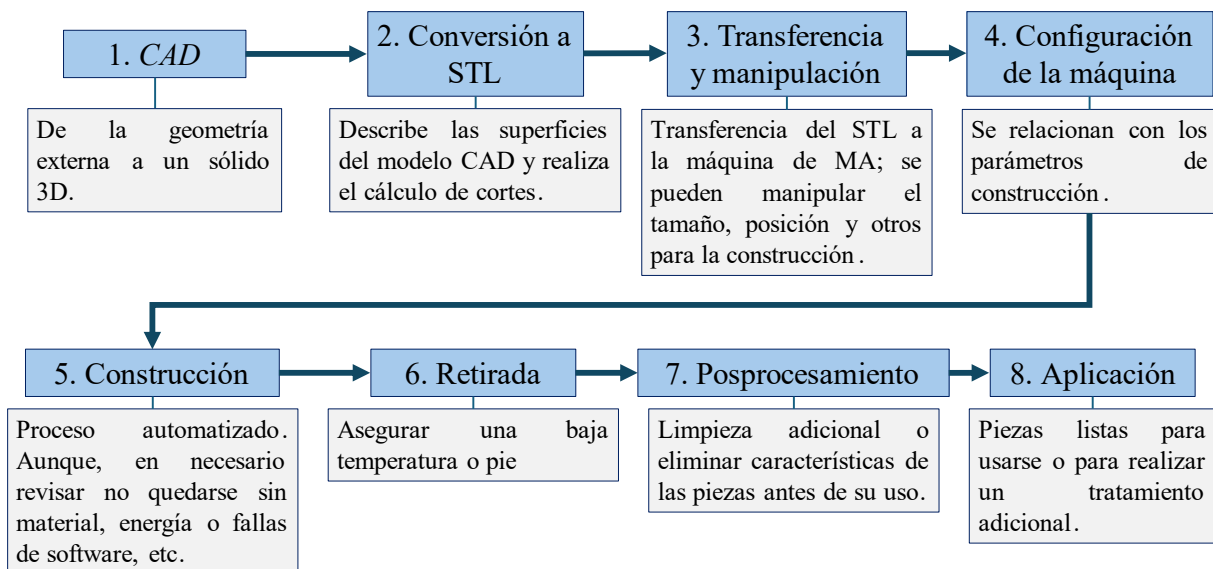 1. CAD
De la geometría
externa a un sólido
3D.
2. Conversión a
STL
Describe las superficies
del modelo CAD y realiza
el cálculo de cortes.
3. Transferencia
y manipulación
Transferencia del STL a
la máquina de MA; se
pueden manipular el
tamaño, posición y otros
para la construcción.
4. Configuración
de la máquina
Se relacionan con los
parámetros de
construcción.
5. Construcción
Proceso automatizado.
Aunque, en necesario
revisar no quedarse sin
material, energía o fallas
de software, etc.
6. Retirada
Asegurar una baja
temperatura o pie
7. Posprocesamiento
Limpieza adicional o
eliminar características de
las piezas antes de su uso.
8. Aplicación
Piezas listas para
usarse o para realizar
un tratamiento
adicional.